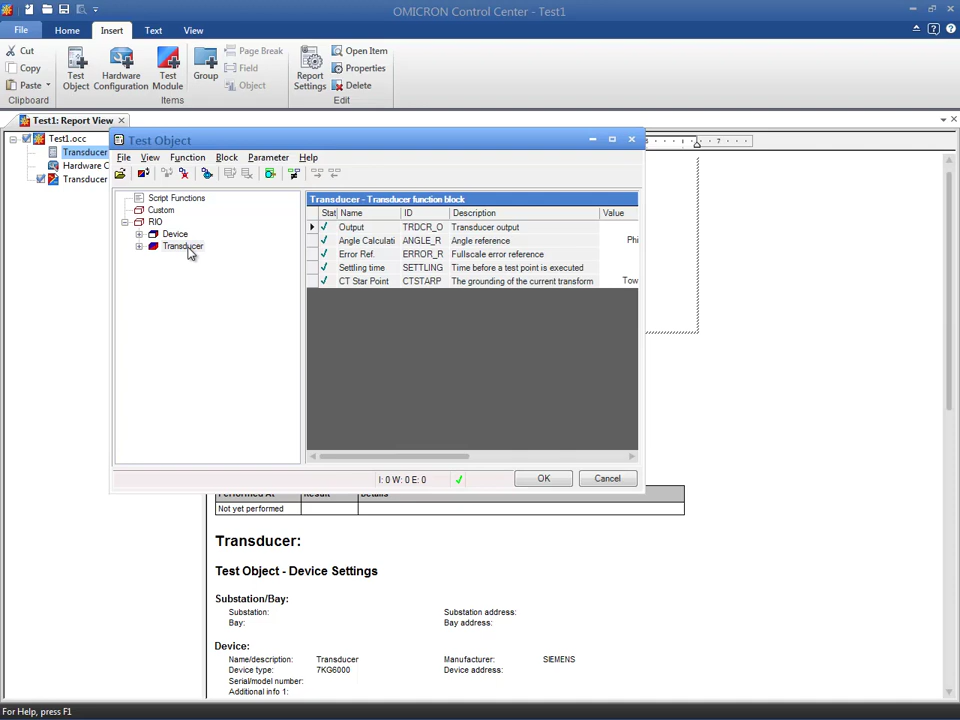 OMICRON Control Center - Test1
File Home Insert Text View
Cut
Copy
Paste
Clipboard
Test Object
Hardware Configuration
Test Module
Items
Group
Page Break
Field
Object
Report Settings
Open Item
Properties
Delete
Edit
Test1: Report View
Test1.occ
Transducer
Hardware C
Transducer
Test Object
File View Function Block Parameter Help
Script Functions
Custom
RIO
Device
Transducer
Transducer - Transducer function block
Stat Name ID Description Value
Output TRDCR_O Transducer output
Angle Calculati ANGLE_R Angle reference Phi
Error Ref. ERROR_R Fullscale error reference
Settling time SETTLING Time before a test point is executed
CT Star Point CTSTARP The grounding of the current transform Tow
I: 0 W: 0 E: 0
OK Cancel
7
Performed At Result Details
Not yet performed
Transducer:
Test Object - Device Settings
Substation/Bay:
Substation: Substation address:
Bay: Bay address:
Device:
Name/description: Transducer Manufacturer: SIEMENS
Device type: 7KG6000 Device address:
Serial/model number:
Additional info 1:
For Help, press F1